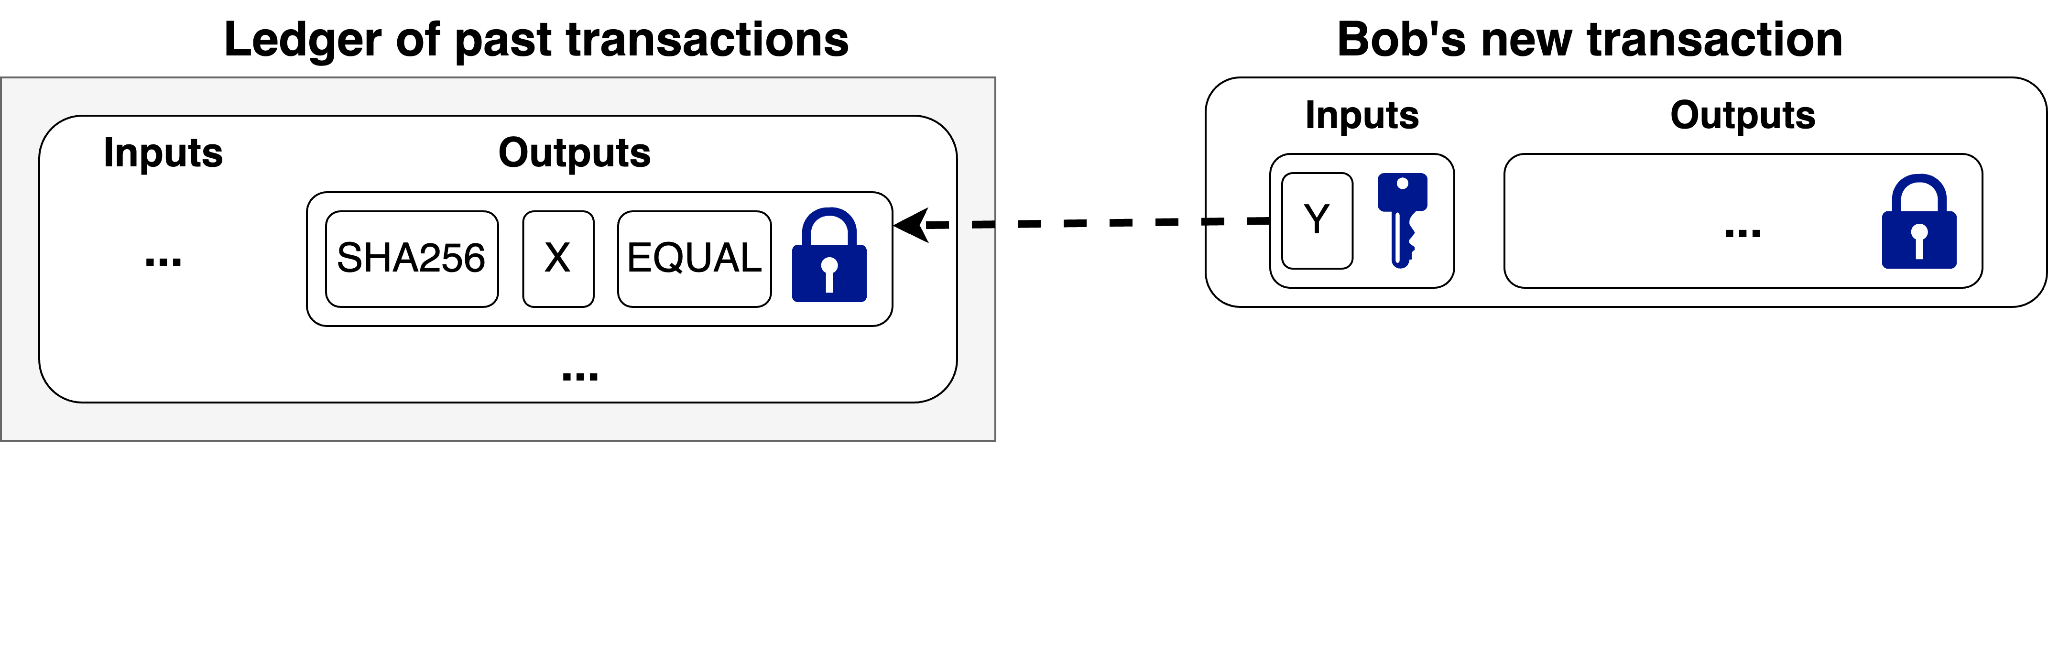 Ledger of past transactions
Inputs
Outputs
...
SHA256
X
EQUAL
...
Bob's new transaction
Inputs
Outputs
Y
...